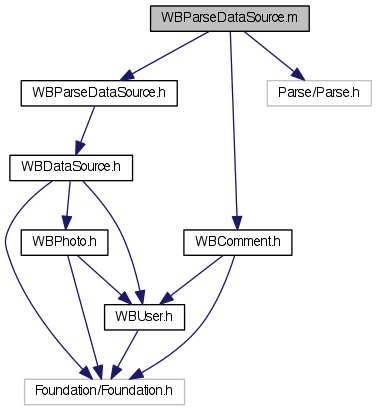 WBParseDataSource.m
WBParseDataSource.h
Parse/Parse.h
WBDataSource.h
WBPhoto.h
WBComment.h
WBUser.h
Foundation/Foundation.h